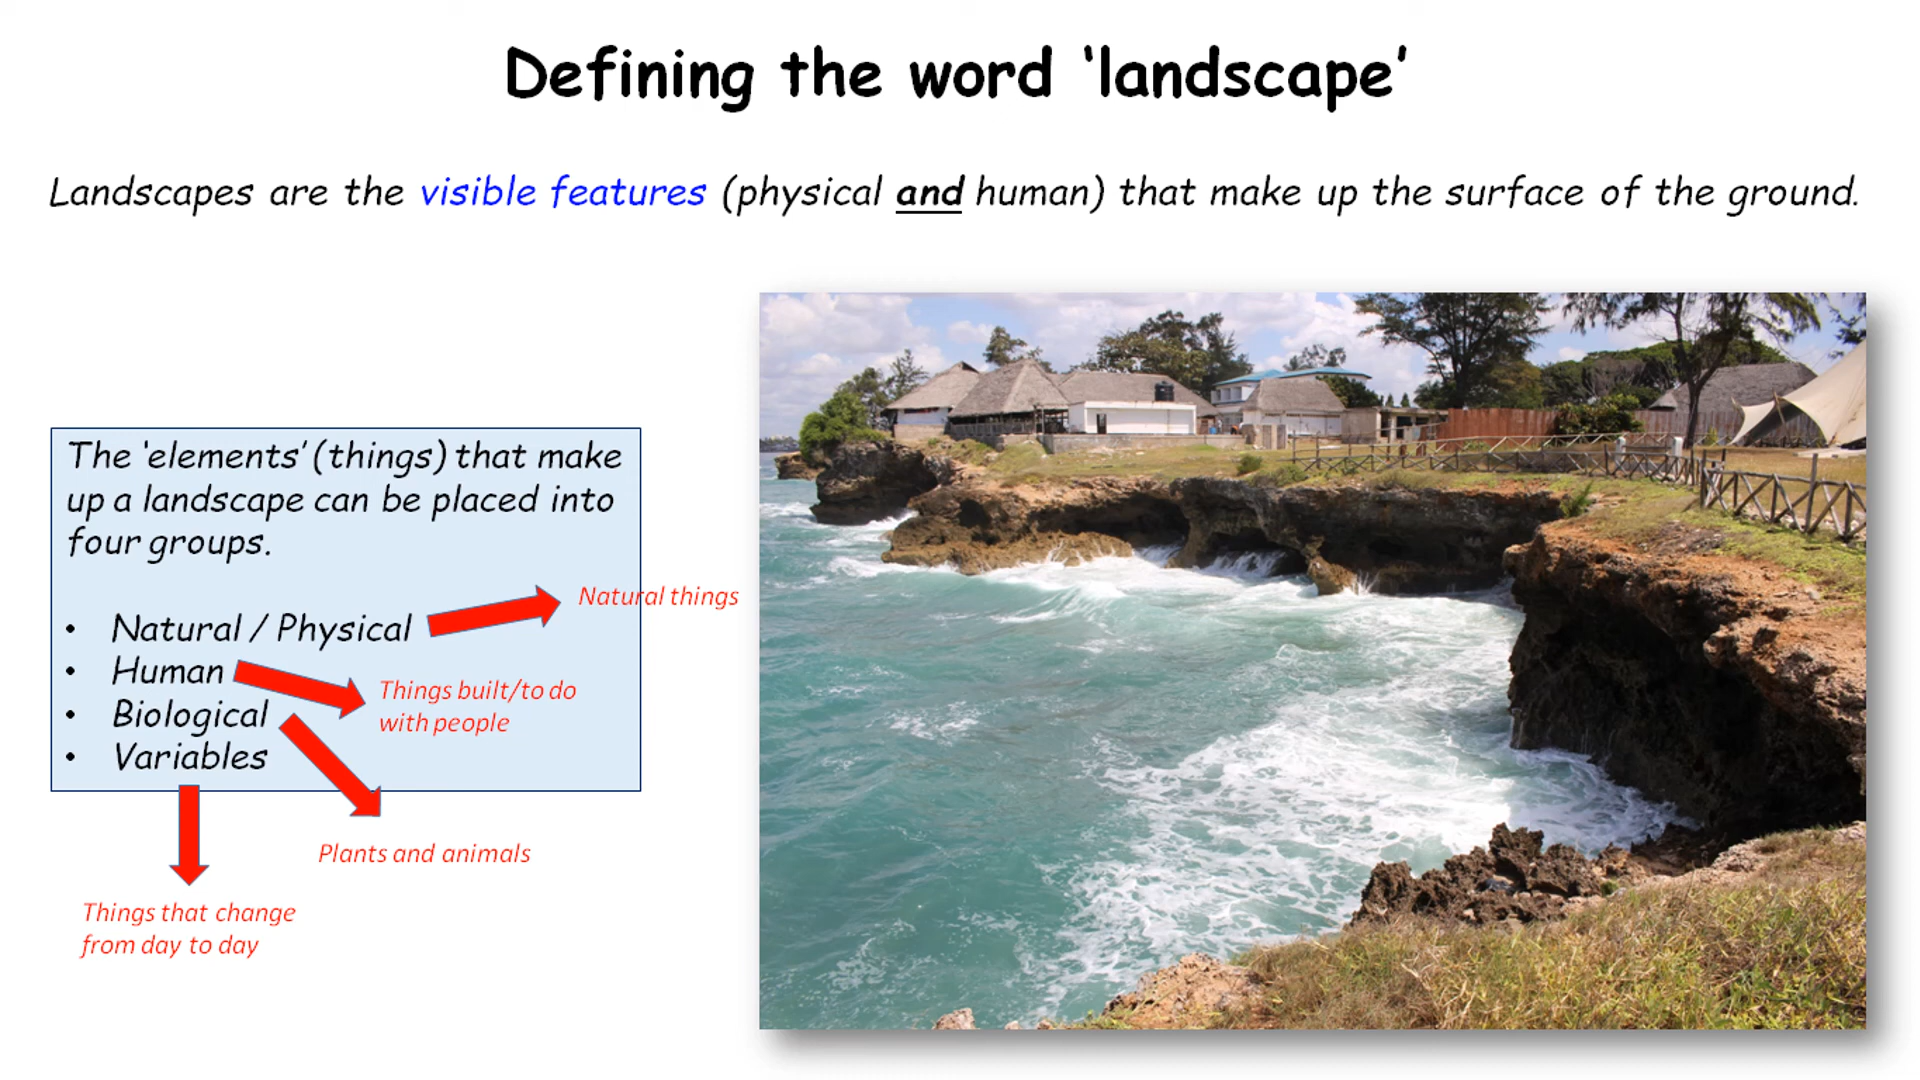 Defining the word ‘landscape’
Landscapes are the visible features (physical and human) that make up the surface of the ground.
The ‘elements’ (things) that make
up a landscape can be placed into
four groups.
• Natural / Physical
Natural things
• Human
Things built/to do
with people
• Biological
• Variables
Plants and animals
Things that change
from day to day